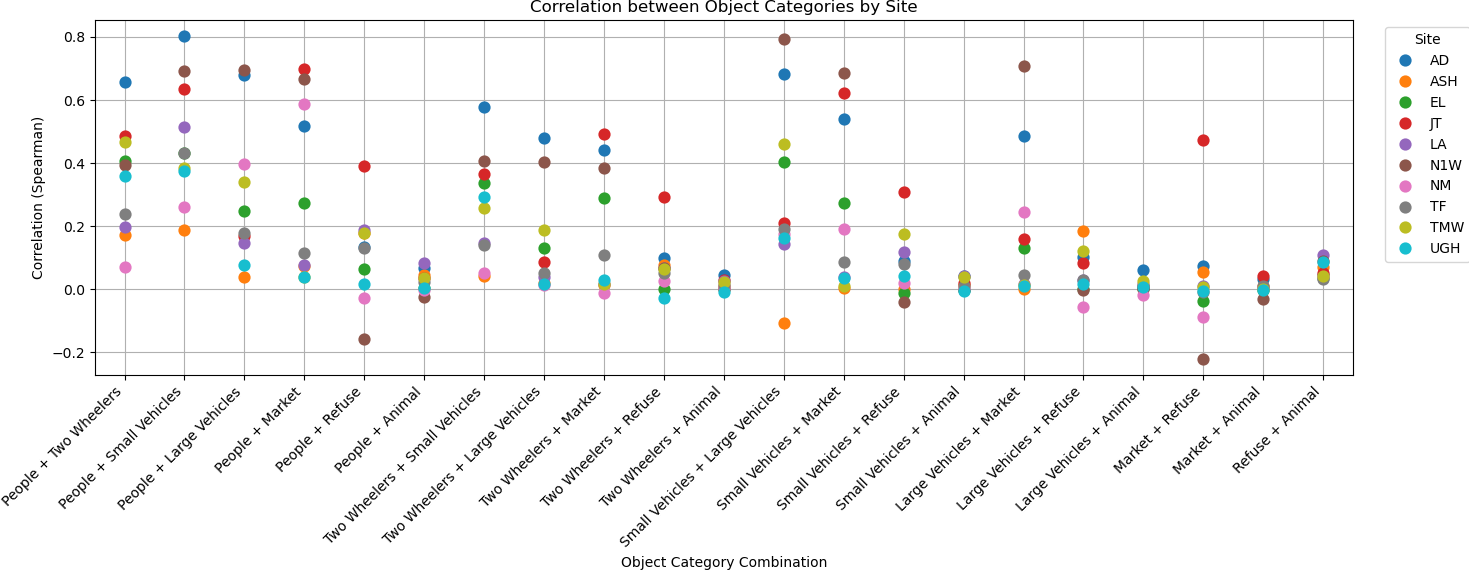 Correlation between Object Categories by Site
Correlation (Spearman)
0.8
0.6
0.4
0.2
0.0
−0.2
People + Two Wheelers
People + Small Vehicles
People + Large Vehicles
People + Market
People + Refuse
People + Animal
Two Wheelers + Small Vehicles
Two Wheelers + Large Vehicles
Two Wheelers + Market
Two Wheelers + Refuse
Two Wheelers + Animal
Small Vehicles + Large Vehicles
Small Vehicles + Market
Small Vehicles + Refuse
Small Vehicles + Animal
Large Vehicles + Market
Large Vehicles + Refuse
Large Vehicles + Animal
Market + Refuse
Market + Animal
Refuse + Animal
Object Category Combination
Site
AD
ASH
EL
JT
LA
N1W
NM
TF
TMW
UGH